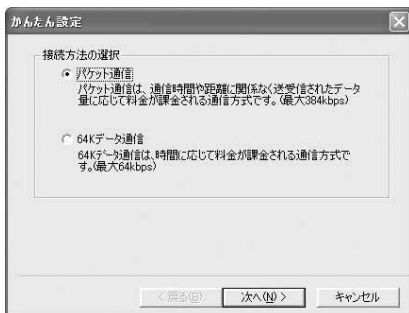 かんたん設定
接続方法の選択
パケット通信
パケット通信は、通信時間や距離に関係なく送受信されたデータ
量に応じて料金が課金される通信方式です。(最大384kbps)
64Kデータ通信
64Kデータ通信は、時間に応じて料金が課金される通信方式で
す。(最大64kbps)
< 戻る(B)
次へ(N) >
キャンセル